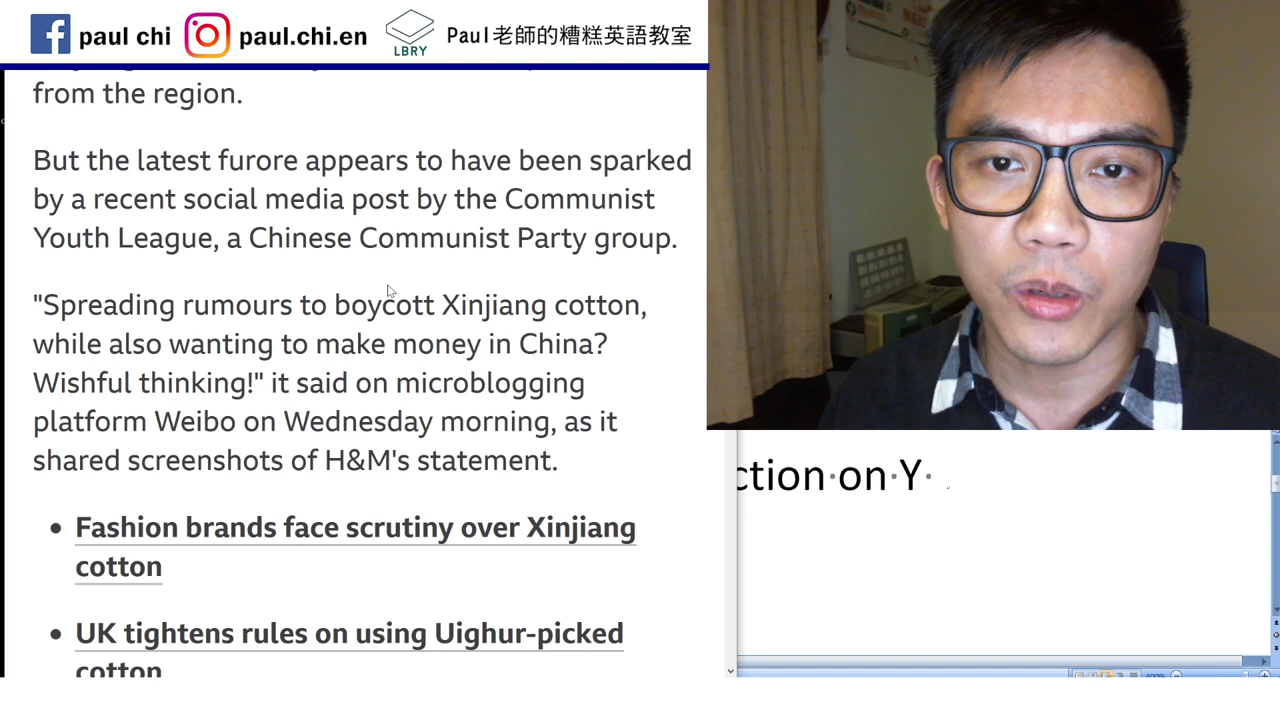 paul chi paul.chi.en LBRY Paul老師的糟糕英語教室
from the region.
But the latest furore appears to have been sparked
by a recent social media post by the Communist
Youth League, a Chinese Communist Party group.
"Spreading rumours to boycott Xinjiang cotton,
while also wanting to make money in China?
Wishful thinking!" it said on microblogging
platform Weibo on Wednesday morning, as it
shared screenshots of H&M's statement.
Fashion brands face scrutiny over Xinjiang
cotton
UK tightens rules on using Uighur-picked
cotton
ction on Y
400%